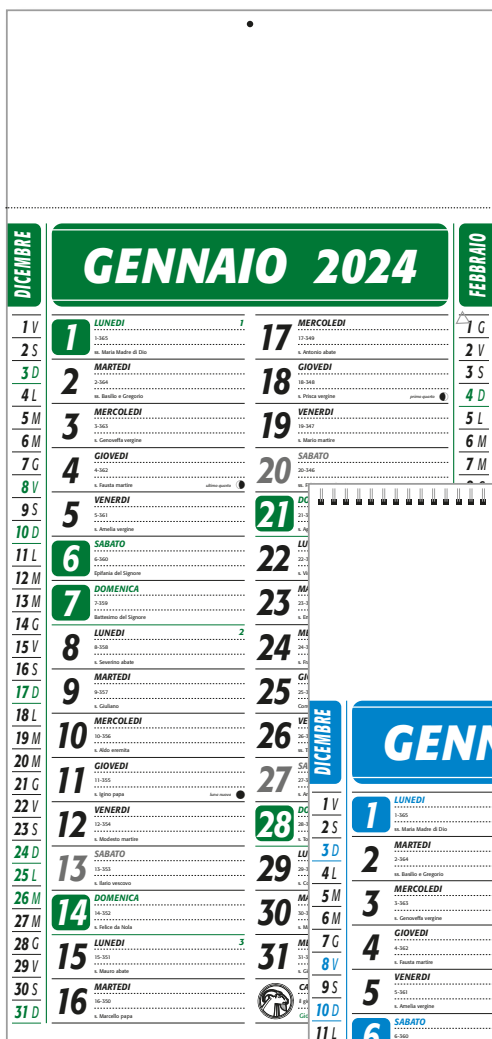 DICEMBRE
1 V
2 S
3 D
4 L
5 M
6 M
7 G
8 V
9 S
10 D
11 L
12 M
13 M
14 G
15 V
16 S
17 D
18 L
19 M
20 M
21 G
22 V
23 S
24 D
25 L
26 M
27 M
28 G
29 V
30 S
31 D
GENNAIO 2024
1 LUNEDI 1
1-365
ss. Maria Madre di Dio
2 MARTEDI
2-364
ss. Basilio e Gregorio
3 MERCOLEDI
3-363
s. Genoveffa vergine
4 GIOVEDI
4-362
s. Fausta martire ultimo quarto
5 VENERDI
5-361
s. Amelia vergine
6 SABATO
6-360
Epifania del Signore
7 DOMENICA
7-359
Battesimo del Signore
8 LUNEDI 2
8-358
s. Severino abate
9 MARTEDI
9-357
s. Giuliano
10 MERCOLEDI
10-356
s. Aldo eremita
11 GIOVEDI
11-355
s. Igino papa luna nuova
12 VENERDI
12-354
s. Modesto martire
13 SABATO
13-353
s. Ilario vescovo
14 DOMENICA
14-352
s. Felice da Nola
15 LUNEDI 3
15-351
s. Mauro abate
16 MARTEDI
16-350
s. Marcello papa
17 MERCOLEDI
17-349
s. Antonio abate
18 GIOVEDI
18-348
s. Prisca vergine primo quarto
19 VENERDI
19-347
s. Mario martire
20 SABATO
20-346
21
22
23
24
25
26
27
28
29
30
31
FEBBRAIO
1 G
2 V
3 S
4 D
5 L
6 M
7 M
DICEMBRE
1 V
2 S
3 D
4 L
5 M
6 M
7 G
8 V
9 S
10 D
11 L
GENN
1 LUNEDI
1-365
ss. Maria Madre di Dio
2 MARTEDI
2-364
ss. Basilio e Gregorio
3 MERCOLEDI
s. Genoveffa vergine
4 GIOVEDI
4-362
s. Fausta martire
5 VENERDI
5-361
s. Amelia vergine
6 SABATO
6-360